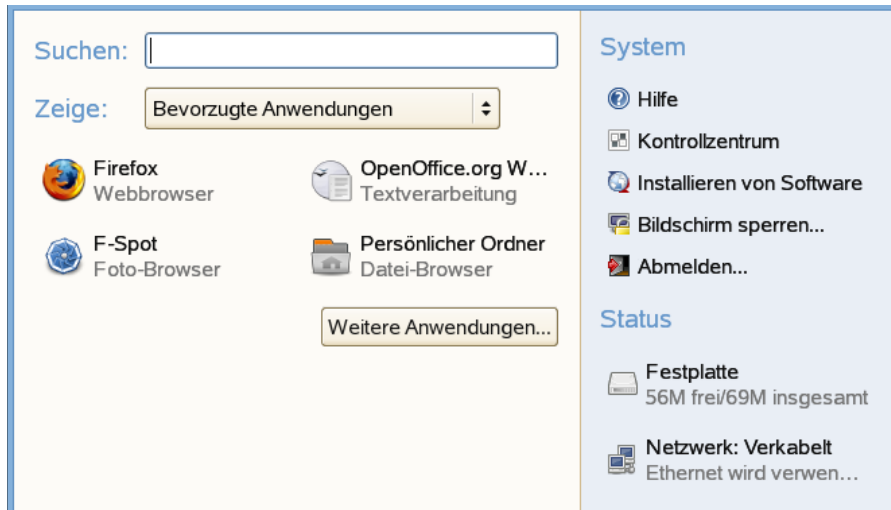 Suchen:
Zeige:
Bevorzugte Anwendungen
Firefox
Webbrowser
OpenOffice.org W...
Textverarbeitung
F-Spot
Foto-Browser
Persönlicher Ordner
Datei-Browser
Weitere Anwendungen...
System
Hilfe
Kontrollzentrum
Installieren von Software
Bildschirm sperren...
Abmelden...
Status
Festplatte
56M frei/69M insgesamt
Netzwerk: Verkabelt
Ethernet wird verwen...